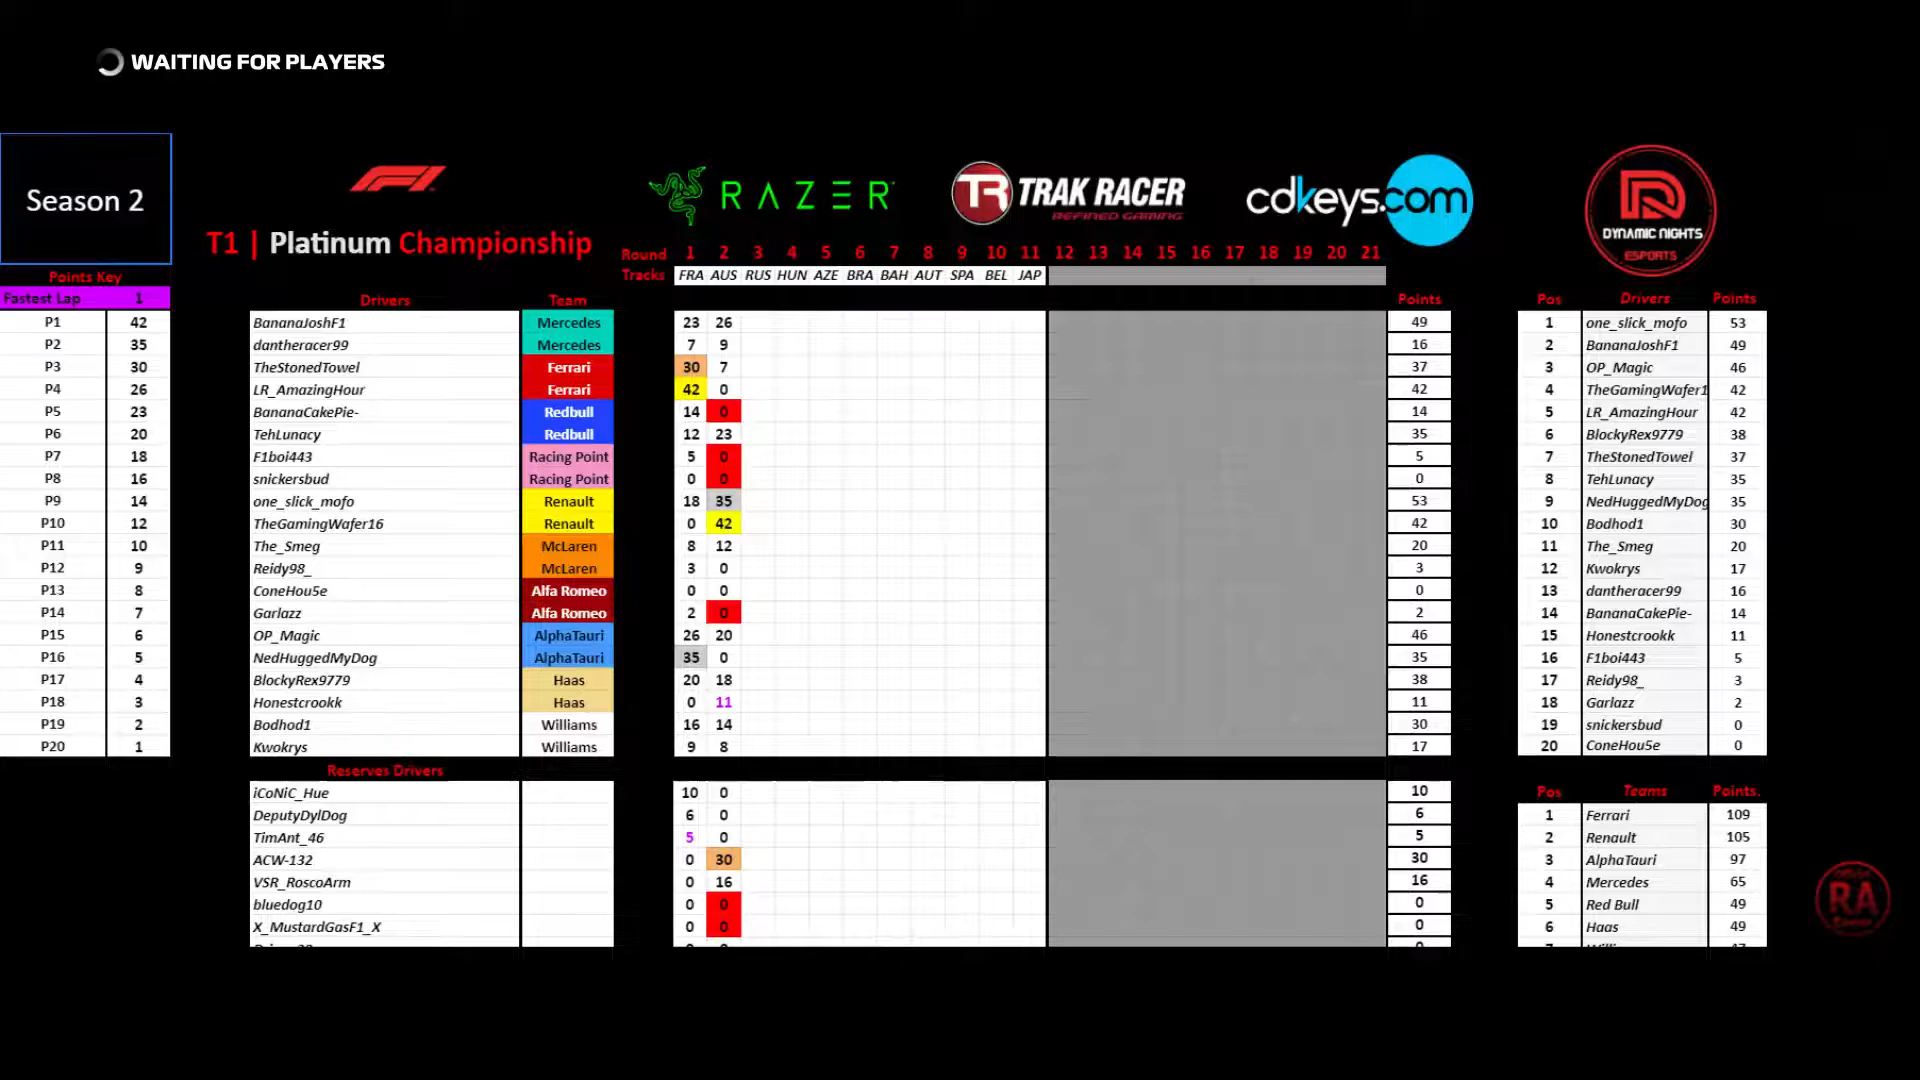 WAITING FOR PLAYERS
Season 2
F1
T1 | Platinum Championship
RAZER
TR TRAK RACER
REFINED GAMING
cdkeys.com
DYNAMIC NIGHTS
ESPORTS
Round 1 2 3 4 5 6 7 8 9 10 11 12 13 14 15 16 17 18 19 20 21
Tracks FRA AUS RUS HUN AZE BRA BAH AUT SPA BEL JAP
Points Key
Fastest Lap 1
P1 42
P2 35
P3 30
P4 26
P5 23
P6 20
P7 18
P8 16
P9 14
P10 12
P11 10
P12 9
P13 8
P14 7
P15 6
P16 5
P17 4
P18 3
P19 2
P20 1
Drivers Team Points
BananaJoshF1 Mercedes 23 26 49
dantheracer99 Mercedes 7 9 16
TheStonedTowel Ferrari 30 7 37
LR_AmazingHour Ferrari 42 0 42
BananaCakePie- Redbull 14 0 14
TehLunacy Redbull 12 23 35
F1boi443 Racing Point 5 0 5
snickersbud Racing Point 0 0 0
one_slick_mofo Renault 18 35 53
TheGamingWafer16 Renault 0 42 42
The_Smeg McLaren 8 12 20
Reidy98_ McLaren 3 0 3
ConeHou5e Alfa Romeo 0 0 0
Garlazz Alfa Romeo 2 0 2
OP_Magic AlphaTauri 26 20 46
NedHuggedMyDog AlphaTauri 35 0 35
BlockyRex9779 Haas 20 18 38
Honestcrookk Haas 0 11 11
Bodhod1 Williams 16 14 30
Kwokrys Williams 9 8 17
Reserves Drivers
iCoNiC_Hue 10 0 10
DeputyDylDog 6 0 6
TimAnt_46 5 0 5
ACW-132 0 30 30
VSR_RoscoArm 0 16 16
bluedog10 0 0 0
X_MustardGasF1_X 0 0 0
Pos Drivers Points
1 one_slick_mofo 53
2 BananaJoshF1 49
3 OP_Magic 46
4 TheGamingWafer1 42
5 LR_AmazingHour 42
6 BlockyRex9779 38
7 TheStonedTowel 37
8 TehLunacy 35
9 NedHuggedMyDog 35
10 Bodhod1 30
11 The_Smeg 20
12 Kwokrys 17
13 dantheracer99 16
14 BananaCakePie- 14
15 Honestcrookk 11
16 F1boi443 5
17 Reidy98_ 3
18 Garlazz 2
19 snickersbud 0
20 ConeHou5e 0
Pos Teams Points.
1 Ferrari 109
2 Renault 105
3 AlphaTauri 97
4 Mercedes 65
5 Red Bull 49
6 Haas 49
RA